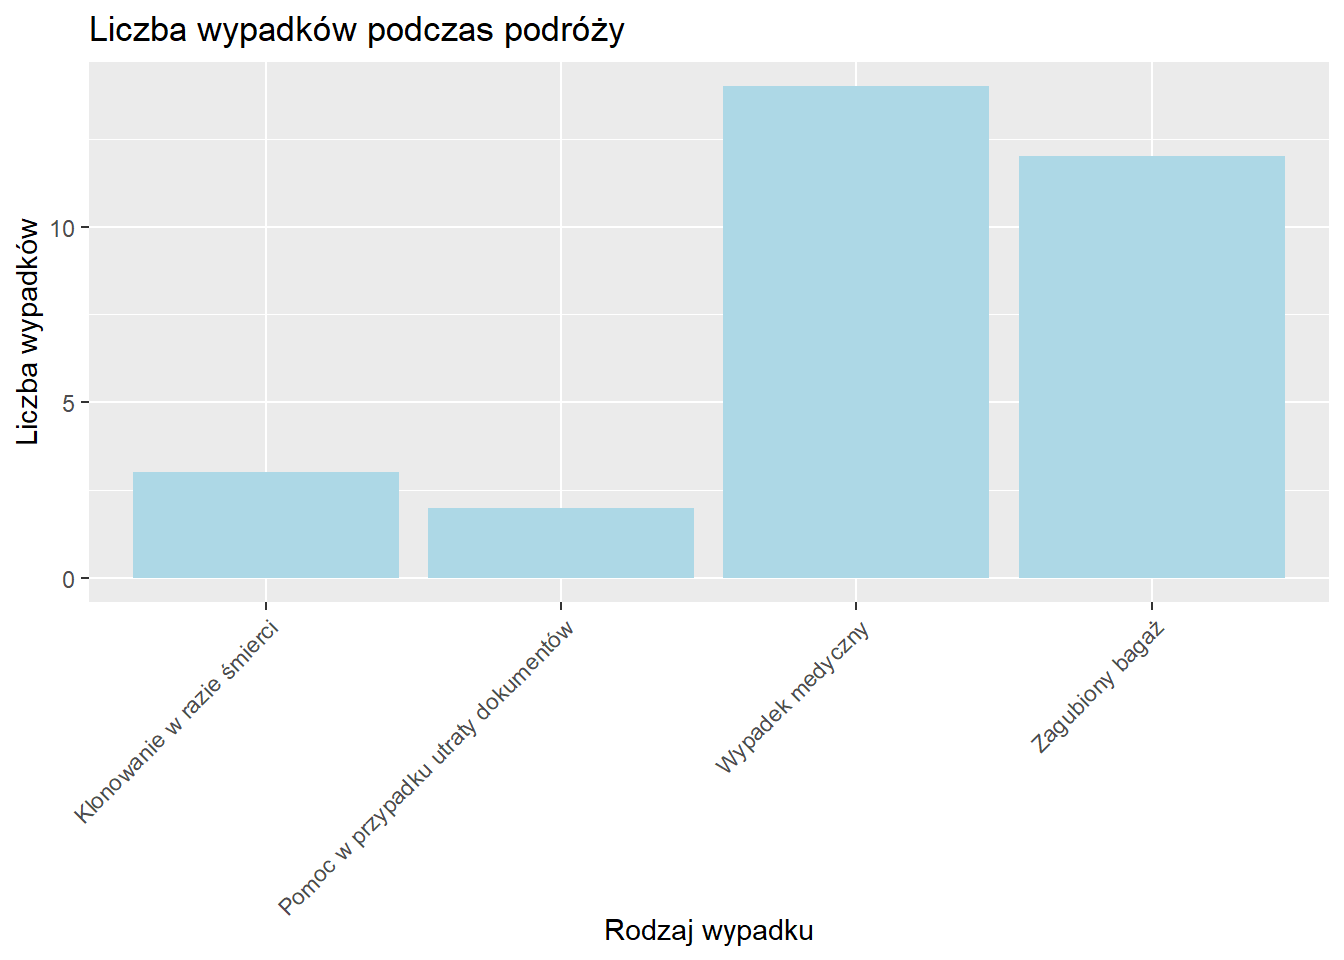 Liczba wypadków podczas podróży
Liczba wypadków
10
5
0
Klonowanie w razie śmierci
Pomoc w przypadku utraty dokumentów
Wypadek medyczny
Zagubiony bagaż
Rodzaj wypadku